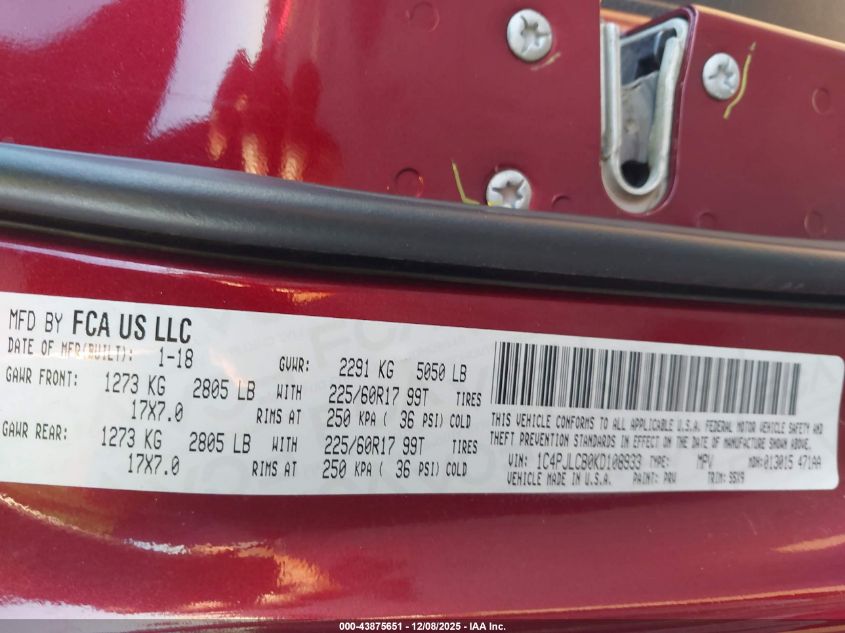 MFD BY FCA US LLC
DATE OF MFR(BUILT): 1-18 GVWR: 2291 KG 5050 LB
GAWR FRONT: 1273 KG 2805 LB WITH 225/60R17 99T TIRES
17X7.0 RIMS AT 250 KPA ( 36 PSI) COLD
GAWR REAR: 1273 KG 2805 LB WITH 225/60R17 99T TIRES
17X7.0 RIMS AT 250 KPA ( 36 PSI) COLD
THIS VEHICLE CONFORMS TO ALL APPLICABLE U.S.A. FEDERAL MOTOR VEHICLE SAFETY AND
THEFT PREVENTION STANDARDS IN EFFECT ON THE DATE OF MANUFACTURE SHOWN ABOVE.
VIN: 1C4PJLCB0KD108933 TYPE: MPV MDH: 013015 471AA
VEHICLE MADE IN U.S.A. PAINT: PRV TRIM:
000-43875651 - 12/08/2025 - IAA Inc.